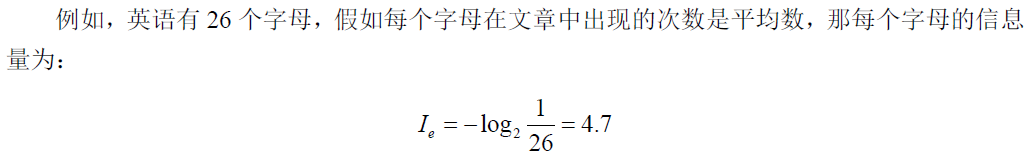 例如，英语有 26 个字母，假如每个字母在文章中出现的次数是平均数，那每个字母的信息
量为：
I_e = −log_2 1/26 = 4.7